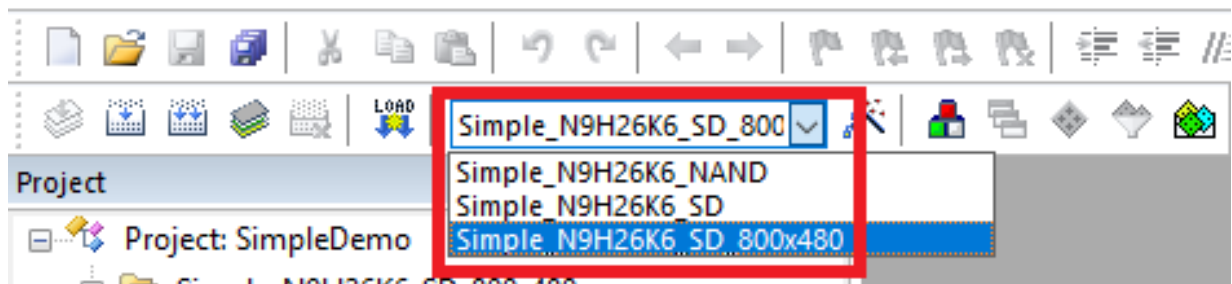 LOAD
Simple_N9H26K6_SD_800
Simple_N9H26K6_NAND
Project
Simple_N9H26K6_SD
Project: SimpleDemo
Simple_N9H26K6_SD_800x480